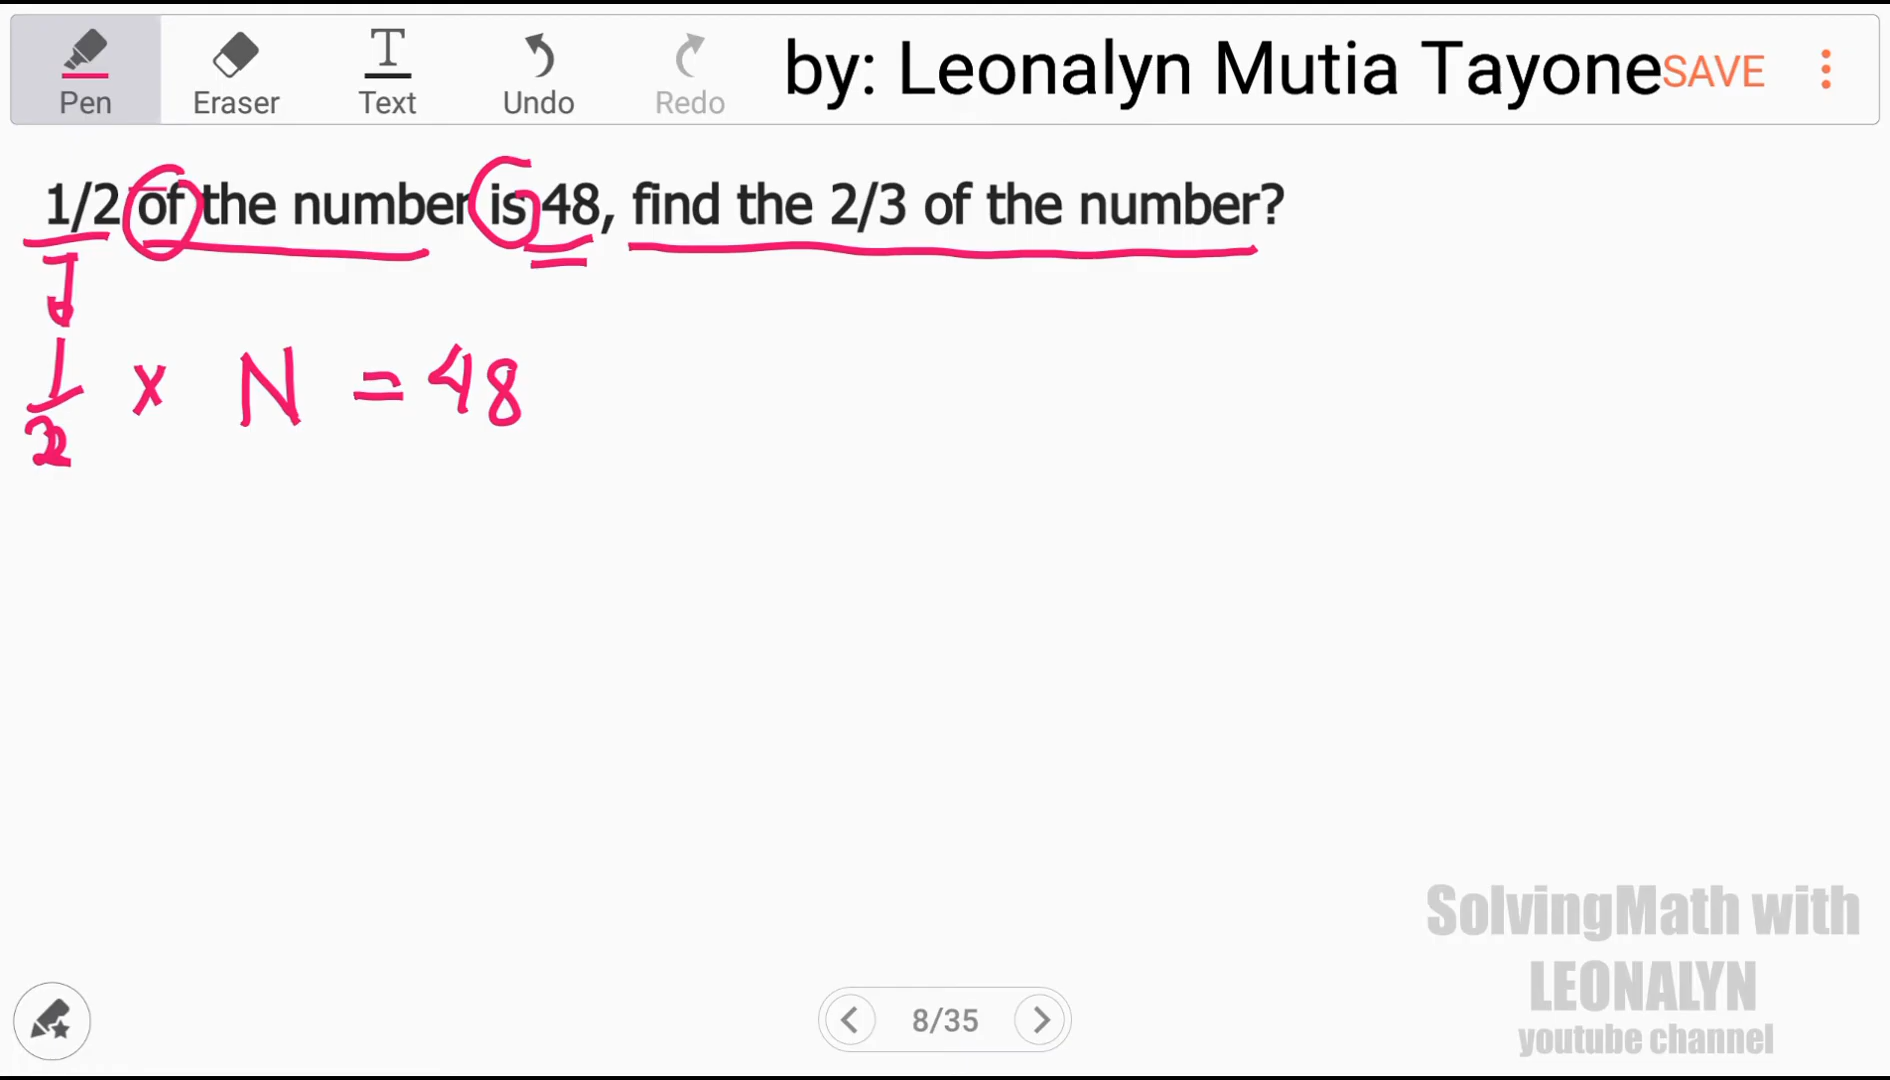 Pen Eraser Text Undo Redo by: Leonalyn Mutia Tayone SAVE
1/2 of the number is 48, find the 2/3 of the number?
1/2 x N = 48
SolvingMath with
LEONALYN
youtube channel
8/35